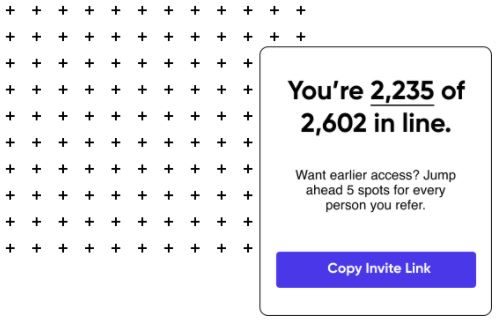 You’re 2,235 of
2,602 in line.
Want earlier access? Jump
ahead 5 spots for every
person you refer.
Copy Invite Link